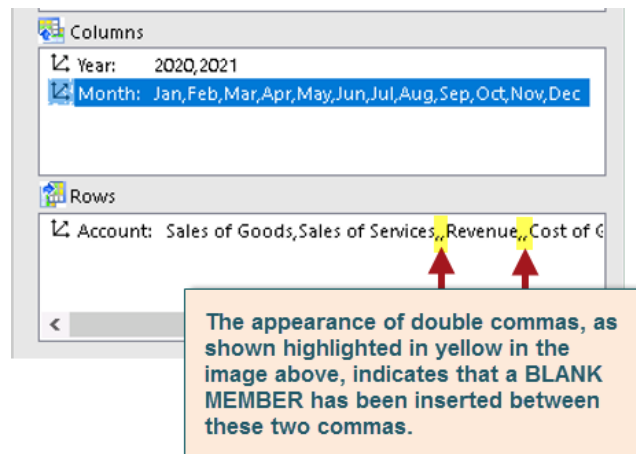 Columns
Year: 2020,2021
Month: Jan,Feb,Mar,Apr,May,Jun,Jul,Aug,Sep,Oct,Nov,Dec
Rows
Account: Sales of Goods,Sales of Services,,Revenue,,Cost of
The appearance of double commas, as
shown highlighted in yellow in the
image above, indicates that a BLANK
MEMBER has been inserted between
these two commas.